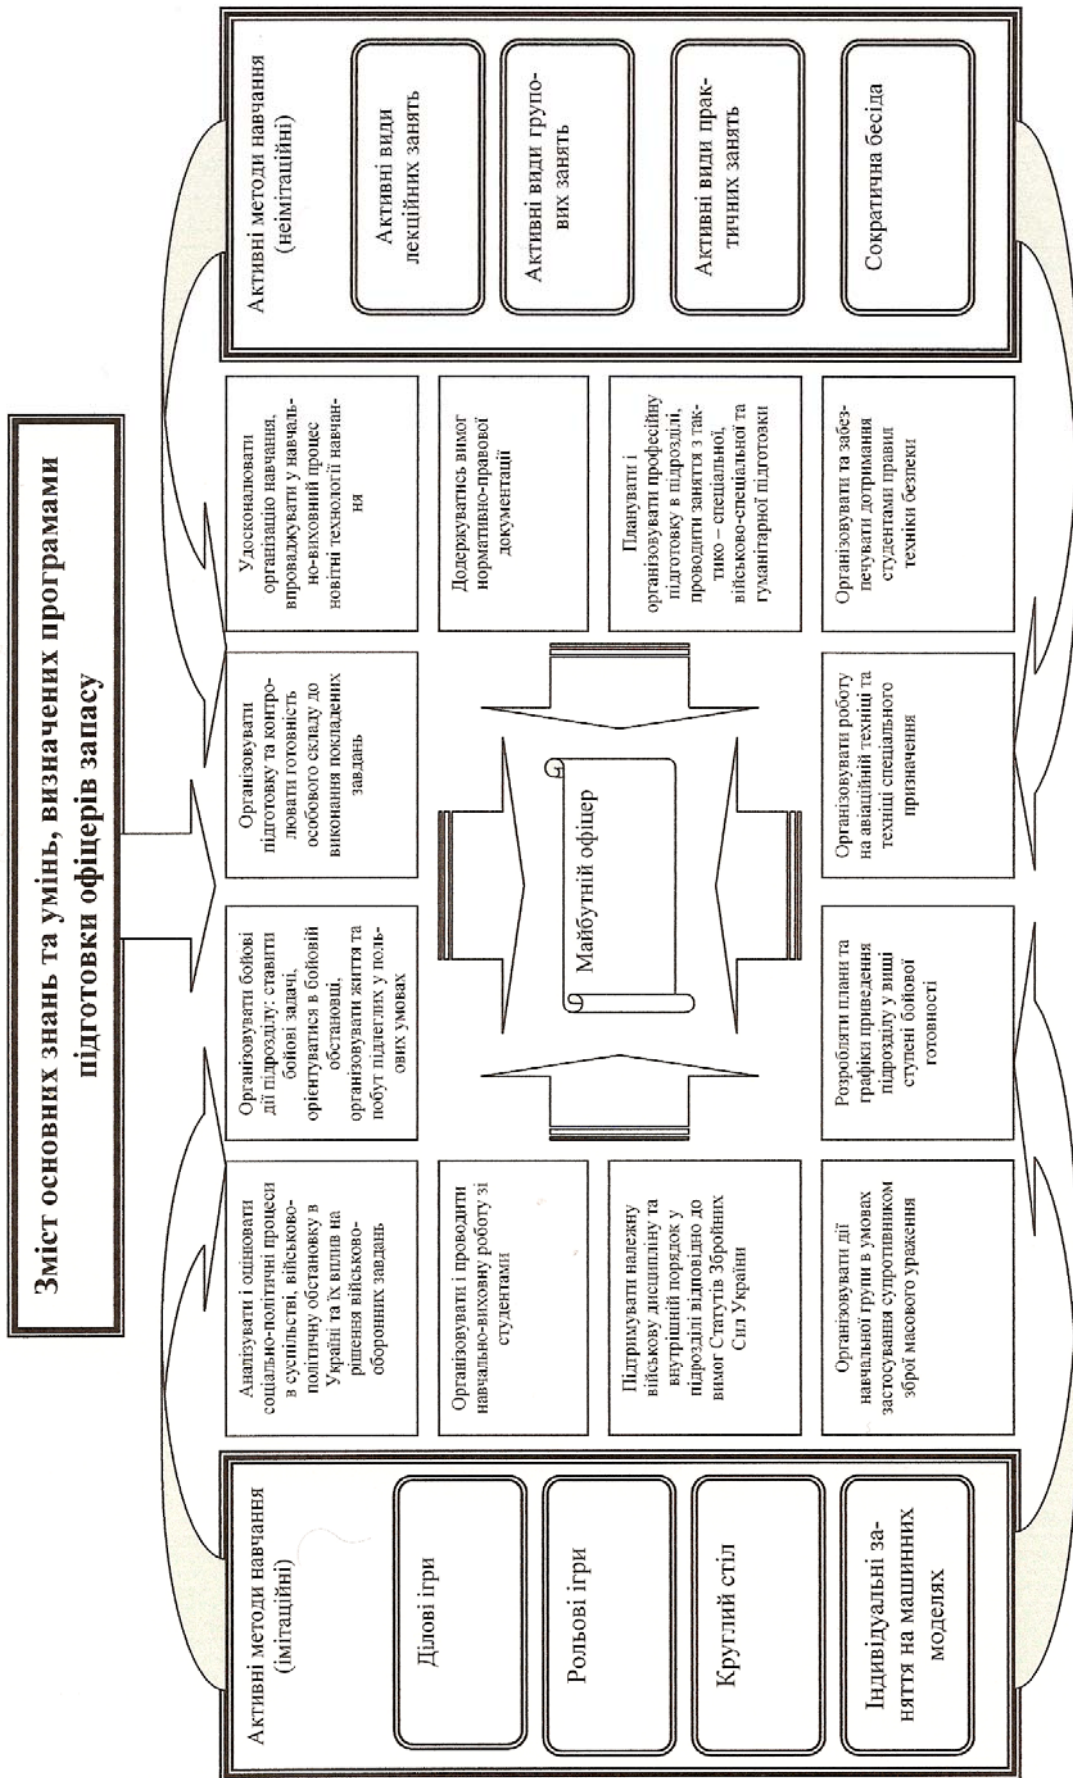 Зміст основних знань та умінь, визначених програмами
підготовки офіцерів запасу
Активні методи навчання
(імітаційні)
Ділові ігри
Рольові ігри
Круглий стіл
Індивідуальні за-
няття на машинних
моделях
Аналізувати і оцінювати
соціально-політичні процеси
в суспільстві, військово-
політичну обстановку в
Україні та їх вплив на
рішення військово-
оборонних завдань
Організовувати бойові
дії підрозділу: ставити
бойові задачі,
орієнтуватися в бойовій
обстановці,
організовувати життя та
побут підлеглих у поль-
ових умовах
Організовувати
підготовку та контро-
лювати готовність
особового складу до
виконання покладених
завдань
Удосконалювати
організацію навчання,
впроваджувати у навчаль-
но-виховний процес
новітні технології навчан-
ня
Організовувати і проводити
навчально-виховну роботу зі
студентами
Додержуватись вимог
нормативно-правової
документації
Майбутній офіцер
Підтримувати належну
військову дисципліну та
внутрішній порядок у
підрозділі відповідно до
вимог Статутів Збройних
Сил України
Планувати і
організовувати професійну
підготовку в підрозділі,
проводити заняття з так-
тико – спеціальної,
військово-спеціальної та
гуманітарної підготовки
Організовувати дії
навчальної групи в умовах
застосування супротивником
зброї масового ураження
Розробляти плани та
графіки приведення
підрозділу у вищі
ступені бойової
готовності
Організовувати роботу
на авіаційній техніці та
техніці спеціального
призначення
Організовувати та забез-
печувати дотримання
студентами правил
техніки безпеки
Активні методи навчання
(неімітаційні)
Активні види
лекційних занять
Активні види групо-
вих занять
Активні види прак-
тичних занять
Сократична бесіда